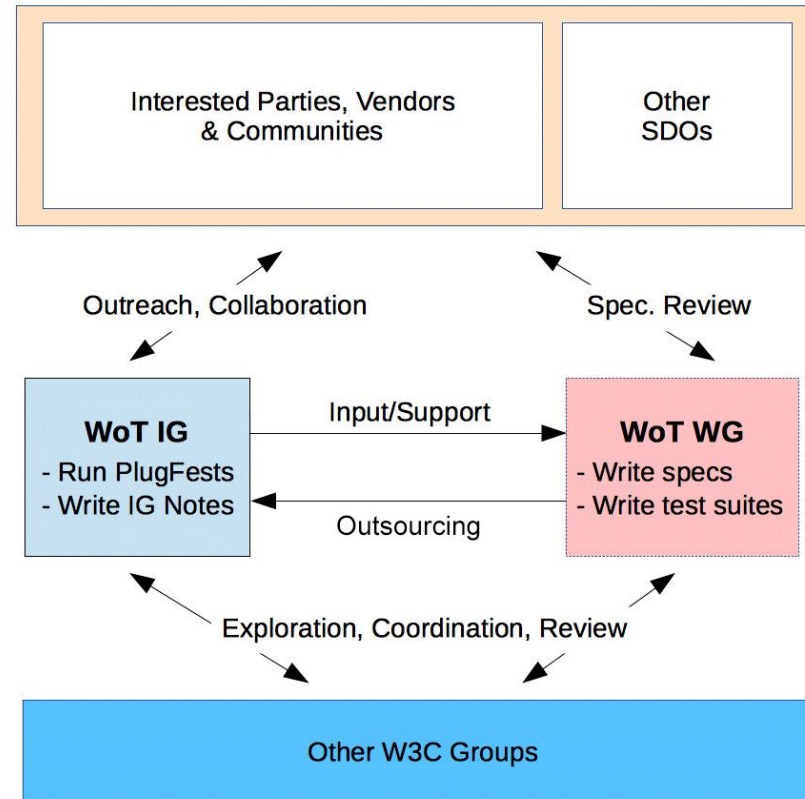 Interested Parties, Vendors
& Communities
Other
SDOs
Outreach, Collaboration
Spec. Review
WoT IG
- Run PlugFests
- Write IG Notes
Input/Support
Outsourcing
WoT WG
- Write specs
- Write test suites
Exploration, Coordination, Review
Other W3C Groups